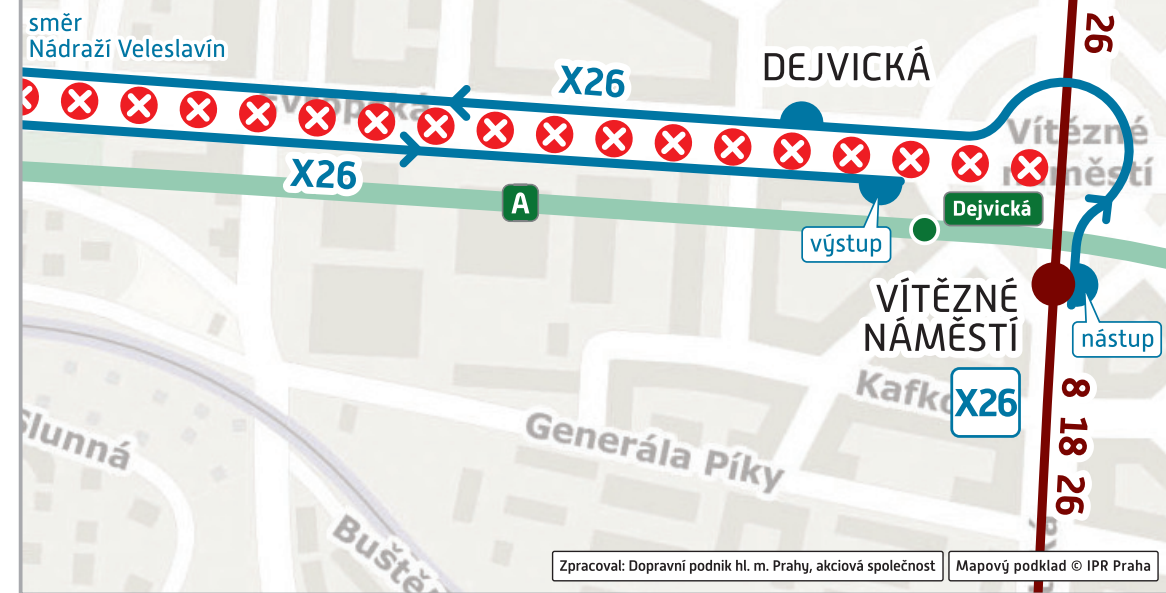 směr
Nádraží Veleslavín
26
X26
DEJVICKÁ
Evropská
Vítězné
náměstí
X26
A
Dejvická
výstup
VÍTĚZNÉ
NÁMĚSTÍ
nástup
X26
8 18 26
Slunná
Generála Píky
Zpracoval: Dopravní podnik hl. m. Prahy, akciová společnost
Mapový podklad © IPR Praha